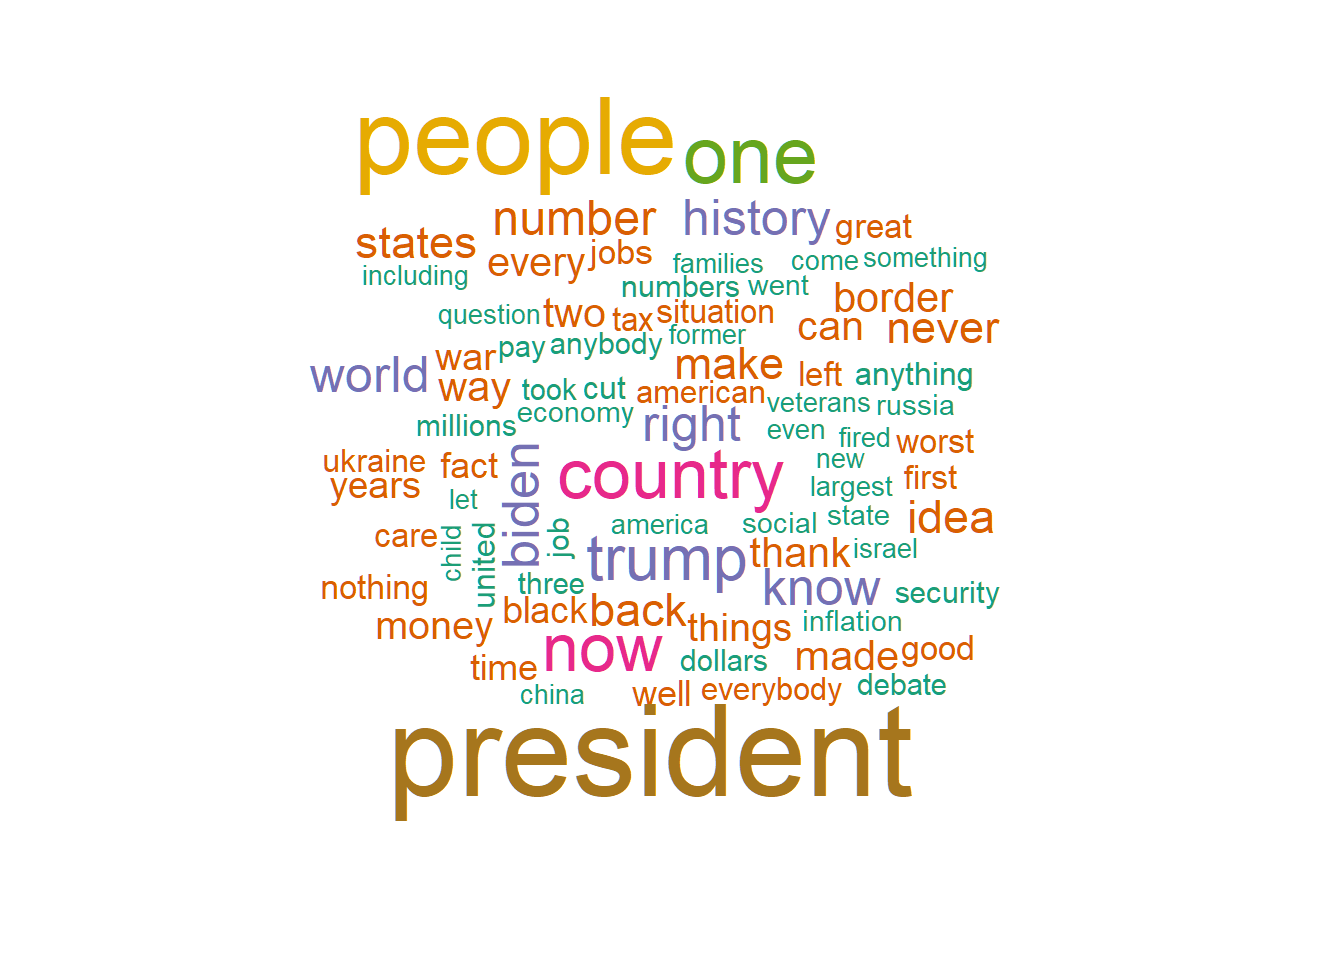 people one
number history great
states every jobs
families come something
including numbers went
border
question two tax situation
former can never
war pay anybody make
world way took cut american left anything
veterans russia
millions economy right even fired worst
ukraine fact country new
years largest first
let biden
america social state idea
care child united job
trump thank israel
nothing three know security
black back
money things inflation
now made good
time dollars
china well everybody debate
president